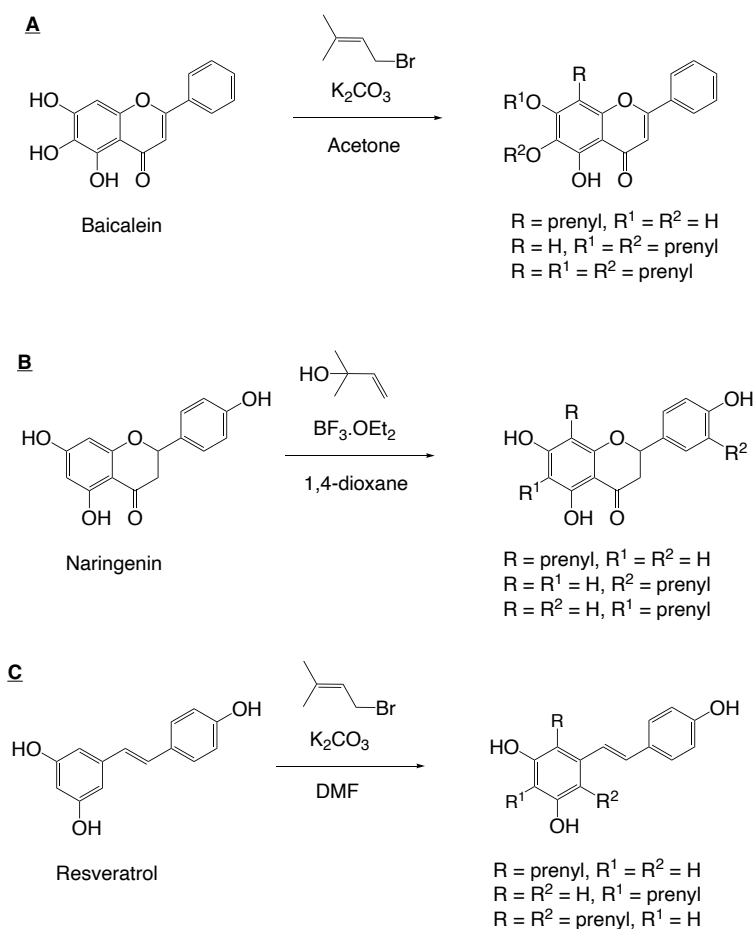 A
Br
K₂CO₃
Acetone
HO
HO
OH
O
O
Baicalein
R
R¹O
R²O
OH
O
O
R = prenyl, R¹ = R² = H
R = H, R¹ = R² = prenyl
R = R¹ = R² = prenyl
B
HO
BF₃.OEt₂
1,4-dioxane
OH
HO
O
OH
O
Naringenin
R
OH
HO
O
R²
R¹
OH
O
R = prenyl, R¹ = R² = H
R = R¹ = H, R² = prenyl
R = R² = H, R¹ = prenyl
C
Br
K₂CO₃
DMF
OH
HO
OH
Resveratrol
R
OH
HO
R¹
R²
OH
R = prenyl, R¹ = R² = H
R = R² = H, R¹ = prenyl
R = R² = prenyl, R¹ = H